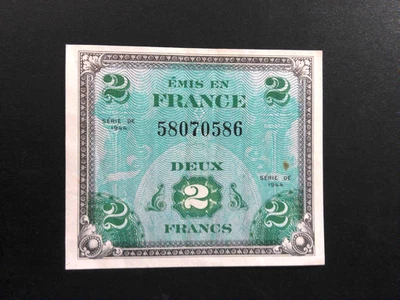 2 ÉMIS EN 2
FRANCE
SÉRIE DE
1944
58070586
DEUX
SÉRIE DE
1944
2
2 FRANCS 2